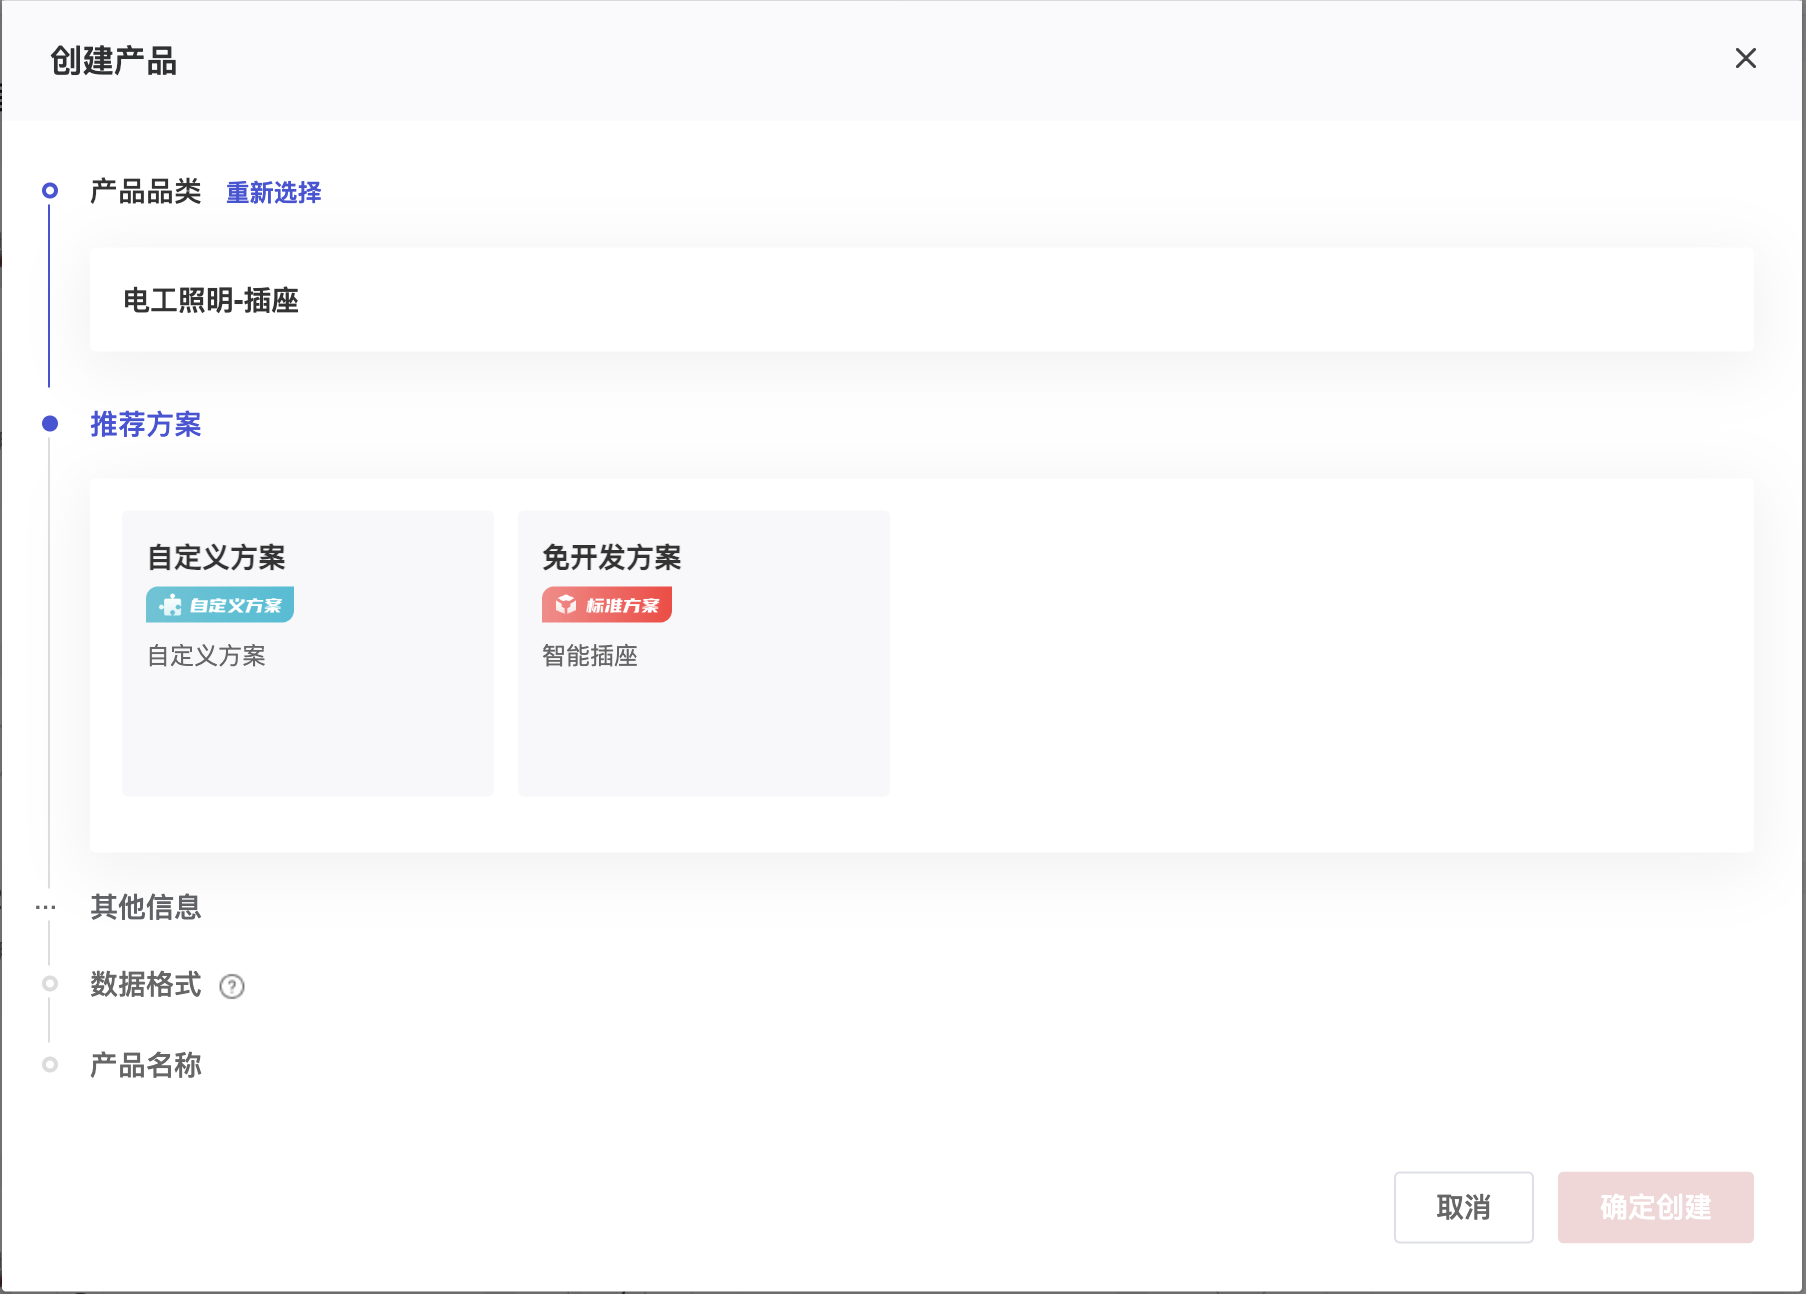 创建产品
产品品类 重新选择
电工照明-插座
推荐方案
自定义方案
自定义方案
自定义方案
免开发方案
标准方案
智能插座
其他信息
数据格式 ?
产品名称
取消
确定创建